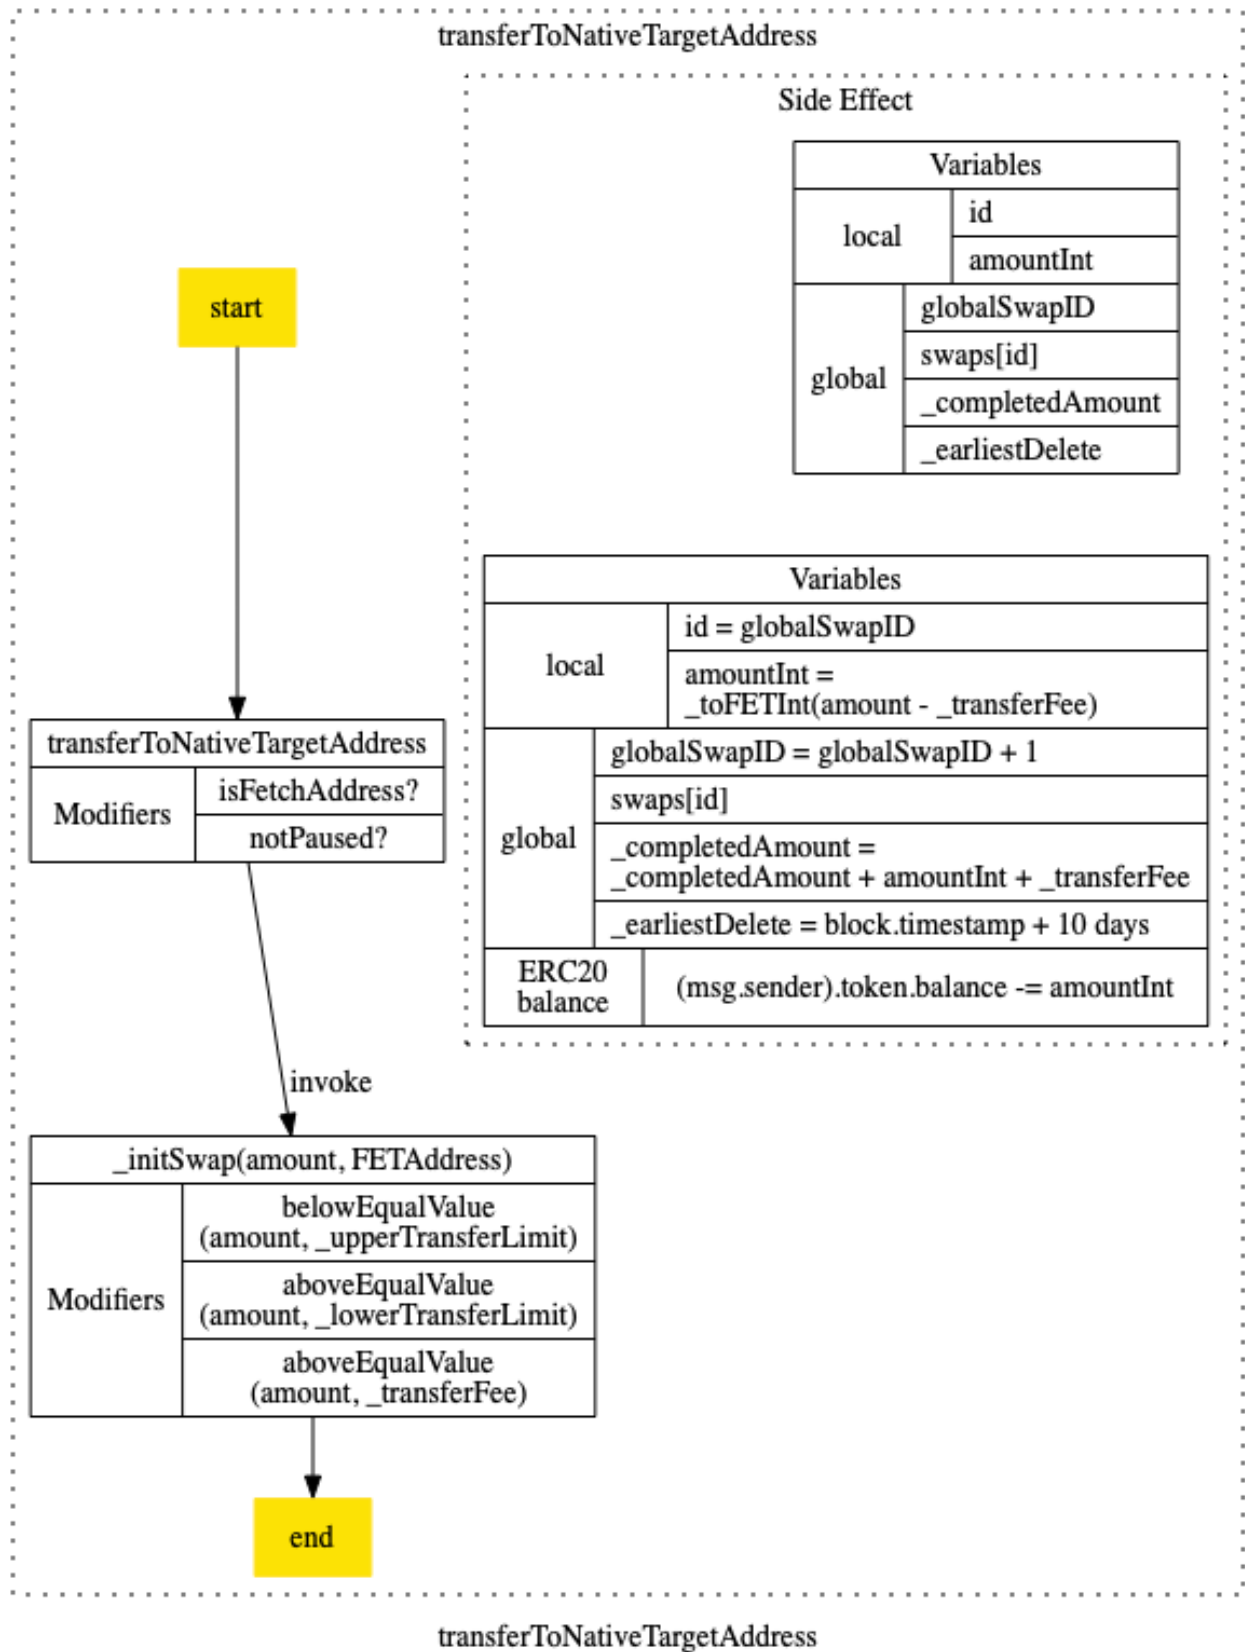 transferToNativeTargetAddress
Side Effect
Variables
local
id
amountInt
global
globalSwapID
swaps[id]
_completedAmount
_earliestDelete
start
Variables
local
id = globalSwapID
amountInt =
_toFETInt(amount - _transferFee)
global
globalSwapID = globalSwapID + 1
swaps[id]
_completedAmount =
_completedAmount + amountInt + _transferFee
_earliestDelete = block.timestamp + 10 days
ERC20
balance
(msg.sender).token.balance -= amountInt
transferToNativeTargetAddress
Modifiers
isFetchAddress?
notPaused?
invoke
_initSwap(amount, FETAddress)
Modifiers
belowEqualValue
(amount, _upperTransferLimit)
aboveEqualValue
(amount, _lowerTransferLimit)
aboveEqualValue
(amount, _transferFee)
end
transferToNativeTargetAddress